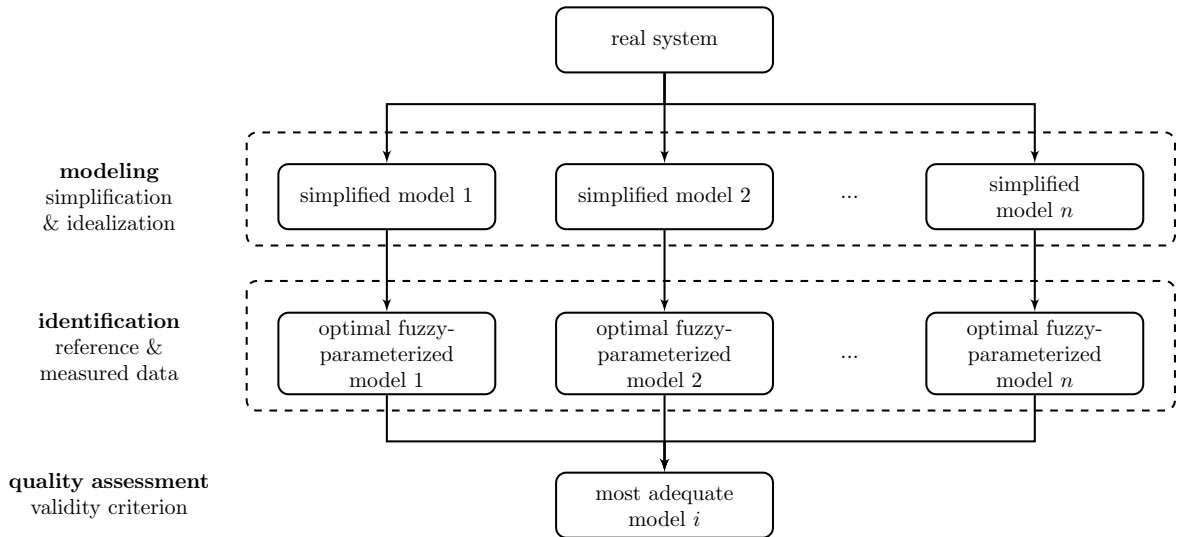 real system
modeling
simplification
& idealization
simplified model 1
simplified model 2
...
simplified
model n
identification
reference &
measured data
optimal fuzzy-
parameterized
model 1
optimal fuzzy-
parameterized
model 2
...
optimal fuzzy-
parameterized
model n
quality assessment
validity criterion
most adequate
model i